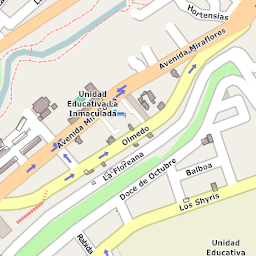 Hortensias
Avenida Miraflores
Unidad
Educativa La
Inmaculada
Avenida Mi
Olmedo
La Floreana
Doce de Octubre
Balboa
Los Shyris
Rabida
Unidad
Educativa